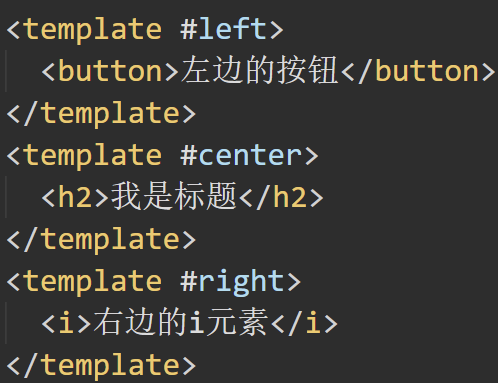 <template #left>
  <button>左边的按钮</button>
</template>
<template #center>
  <h2>我是标题</h2>
</template>
<template #right>
  <i>右边的i元素</i>
</template>